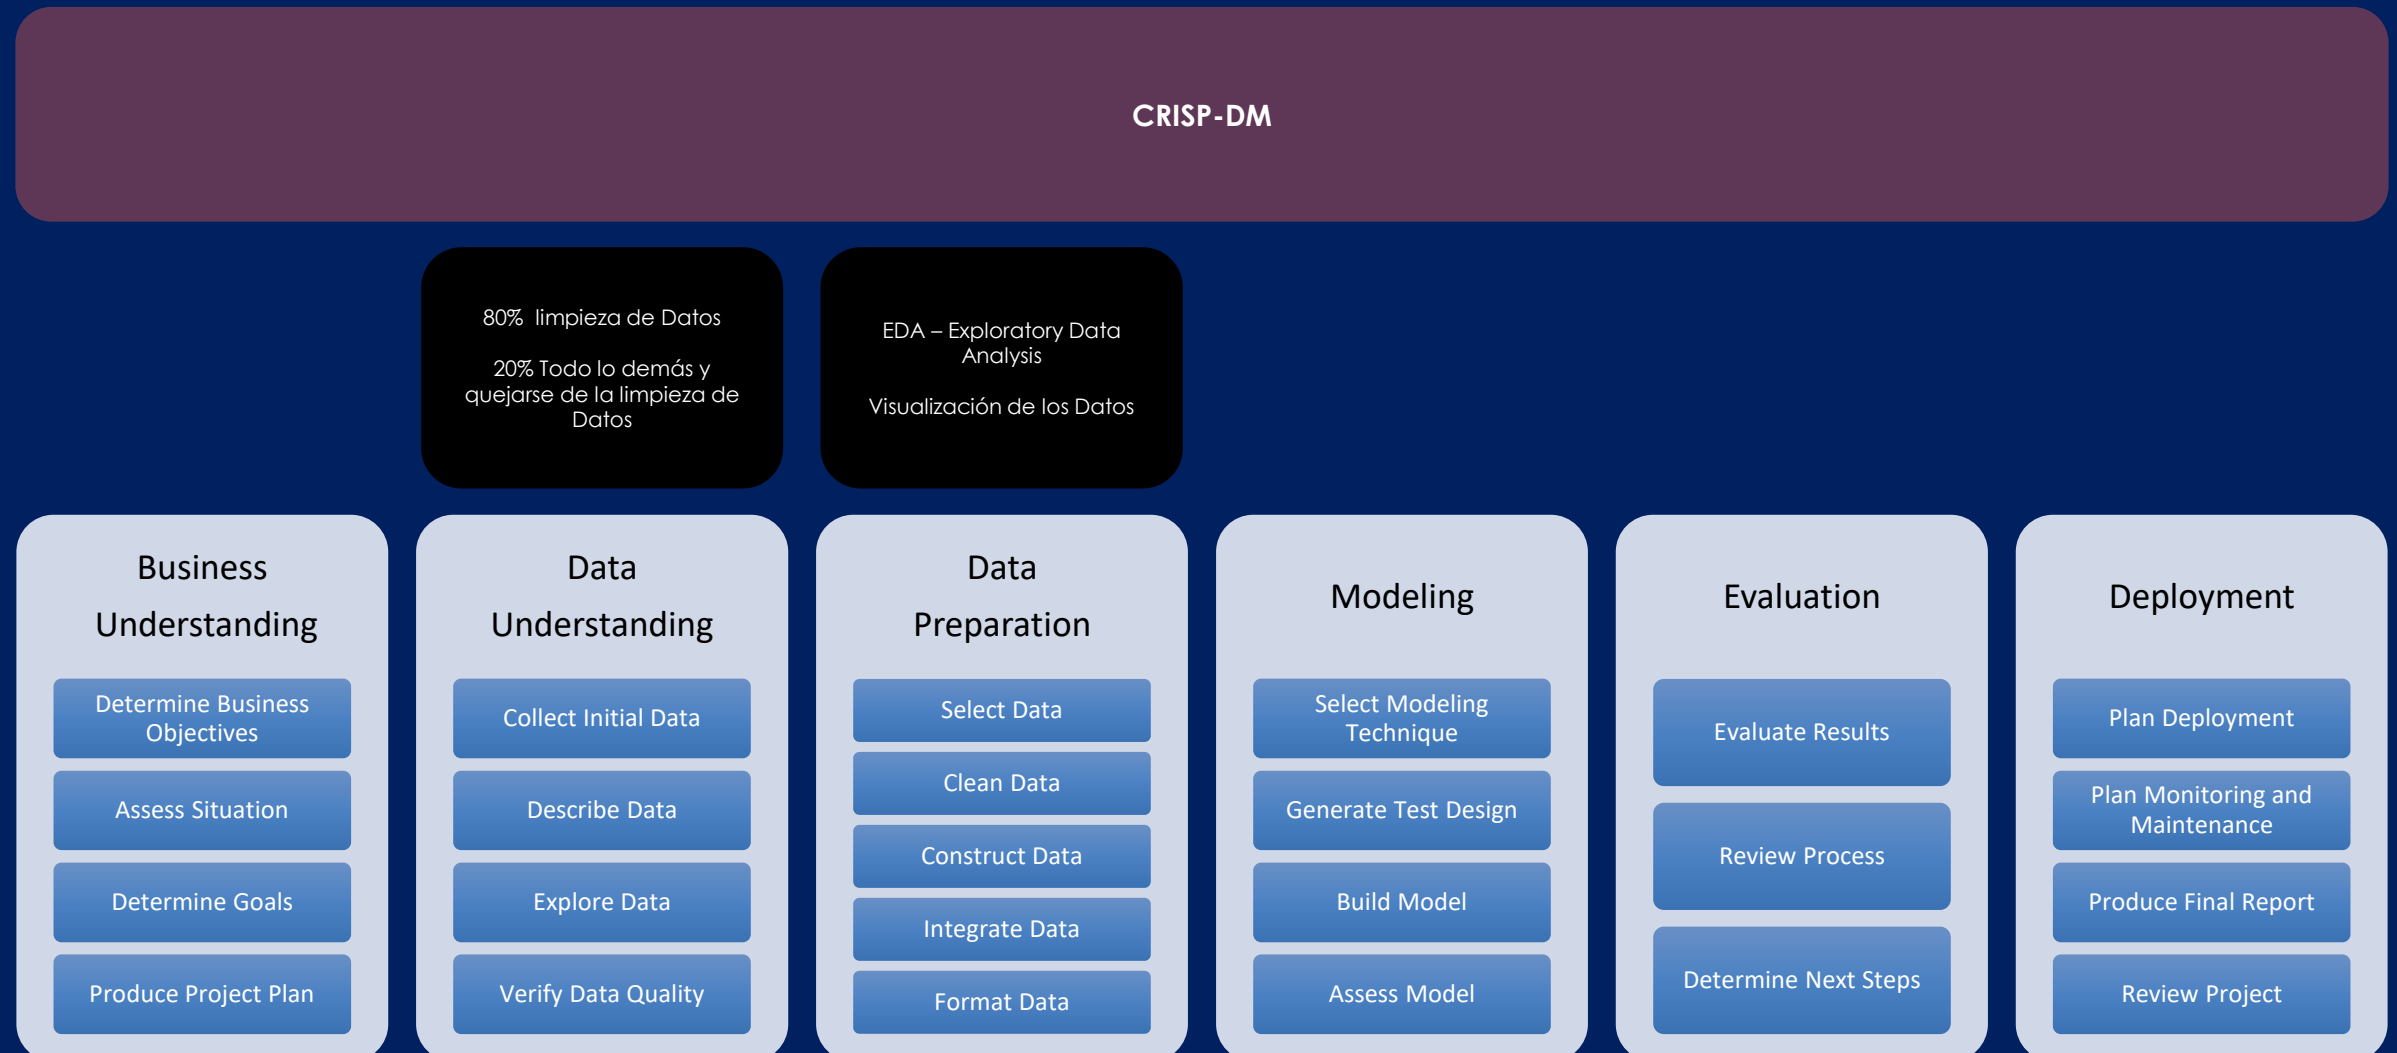 CRISP-DM
80% limpieza de Datos
20% Todo lo demás y
quejarse de la limpieza de
Datos
EDA – Exploratory Data
Analysis
Visualización de los Datos
Business
Understanding
Determine Business
Objectives
Assess Situation
Determine Goals
Produce Project Plan
Data
Understanding
Collect Initial Data
Describe Data
Explore Data
Verify Data Quality
Data
Preparation
Select Data
Clean Data
Construct Data
Integrate Data
Format Data
Modeling
Select Modeling
Technique
Generate Test Design
Build Model
Assess Model
Evaluation
Evaluate Results
Review Process
Determine Next Steps
Deployment
Plan Deployment
Plan Monitoring and
Maintenance
Produce Final Report
Review Project